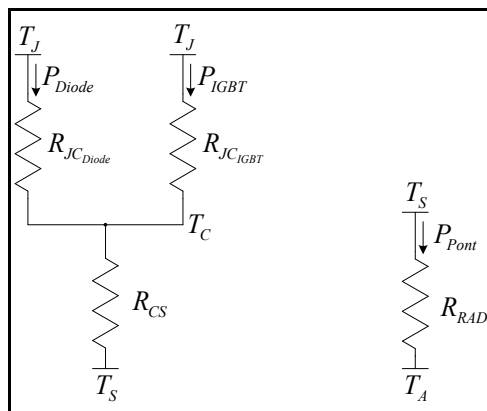 T_J
T_J
P_Diode
P_IGBT
R_JC_Diode
R_JC_IGBT
T_C
T_S
P_Pont
R_CS
R_RAD
T_S
T_A